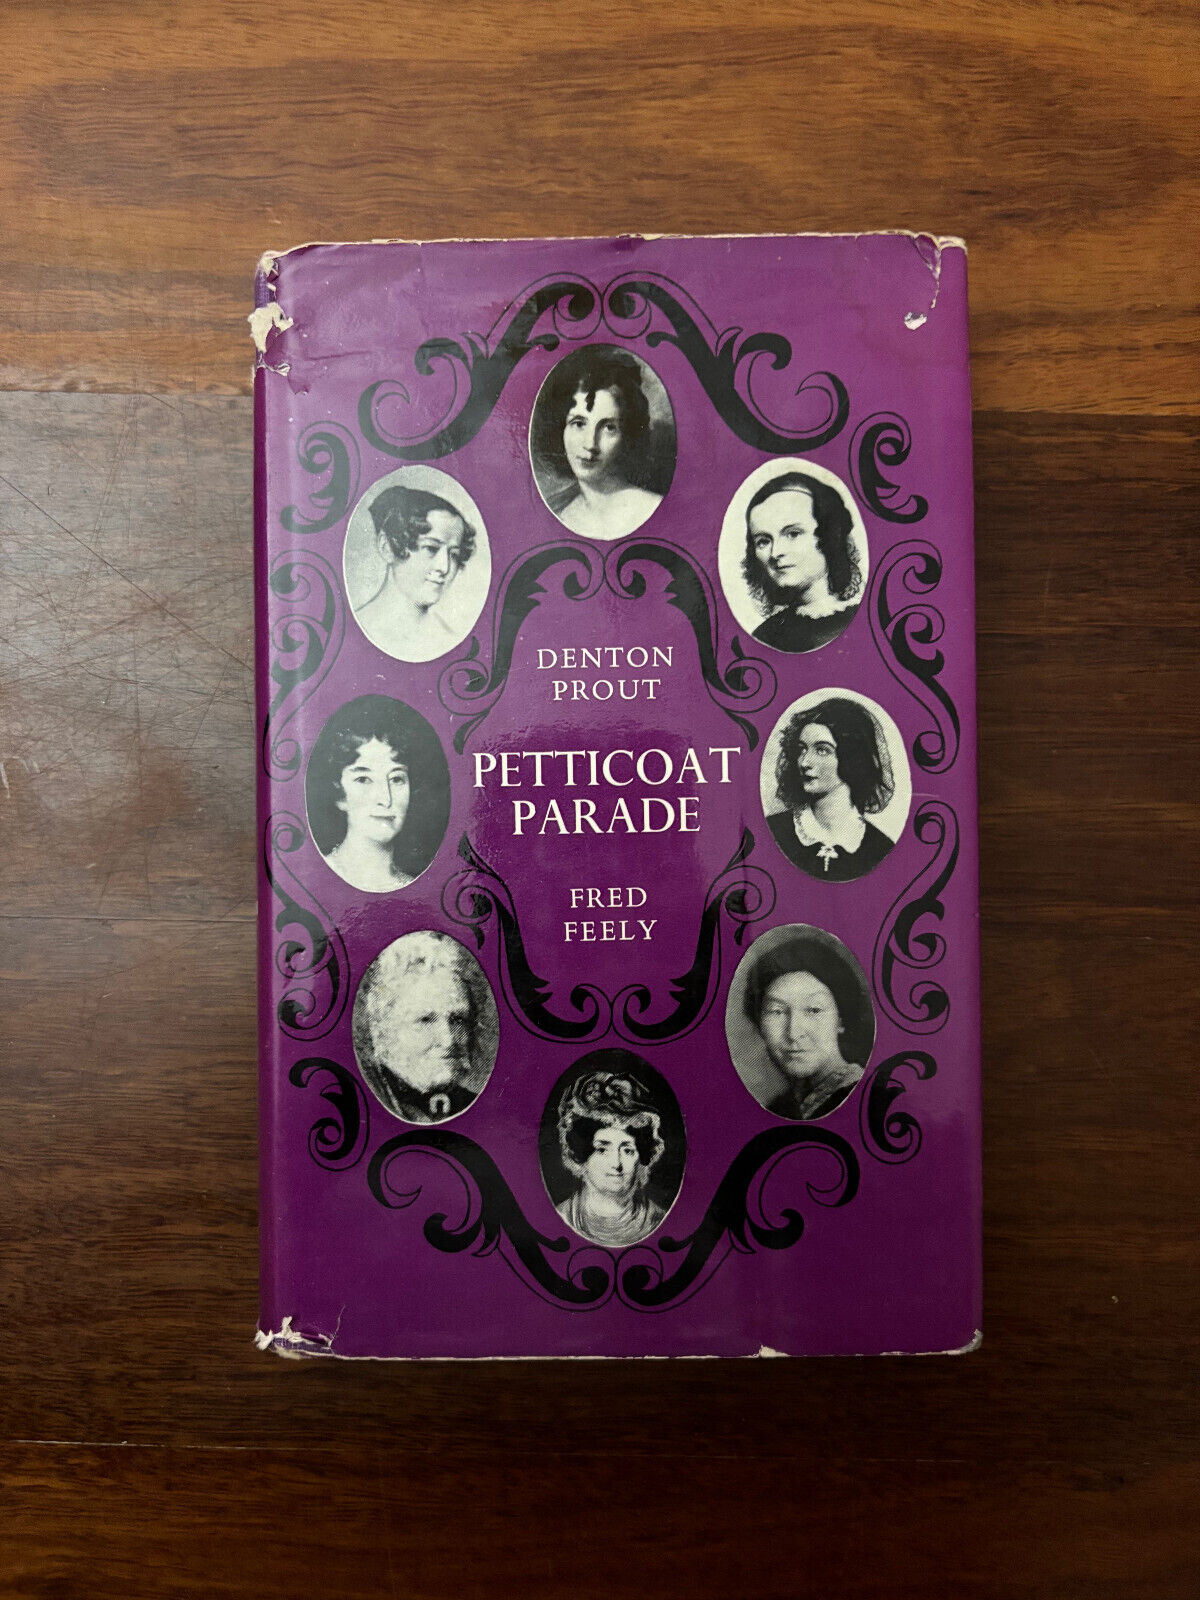 DENTON
PROUT
PETTICOAT
PARADE
FRED
FEELY